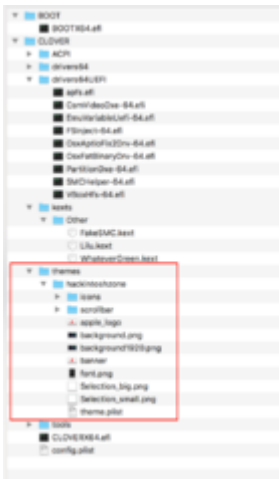 BOOT
BOOTX64.efi
CLOVER
ACPI
drivers64
drivers64UEFI
apfs.efi
CsmVideoDxe-64.efi
EmuVariableUefi-64.efi
FSInject-64.efi
OsxAptioFix2Drv-64.efi
OsxFatBinaryDrv-64.efi
PartitionDxe-64.efi
SMCHelper-64.efi
VBoxHfs-64.efi
kexts
Other
FakeSMC.kext
Lilu.kext
WhateverGreen.kext
themes
hackintoshzone
icons
scrollbar
apple_logo
background.png
background1920.png
banner
font.png
Selection_big.png
Selection_small.png
theme.plist
tools
CLOVERX64.efi
config.plist